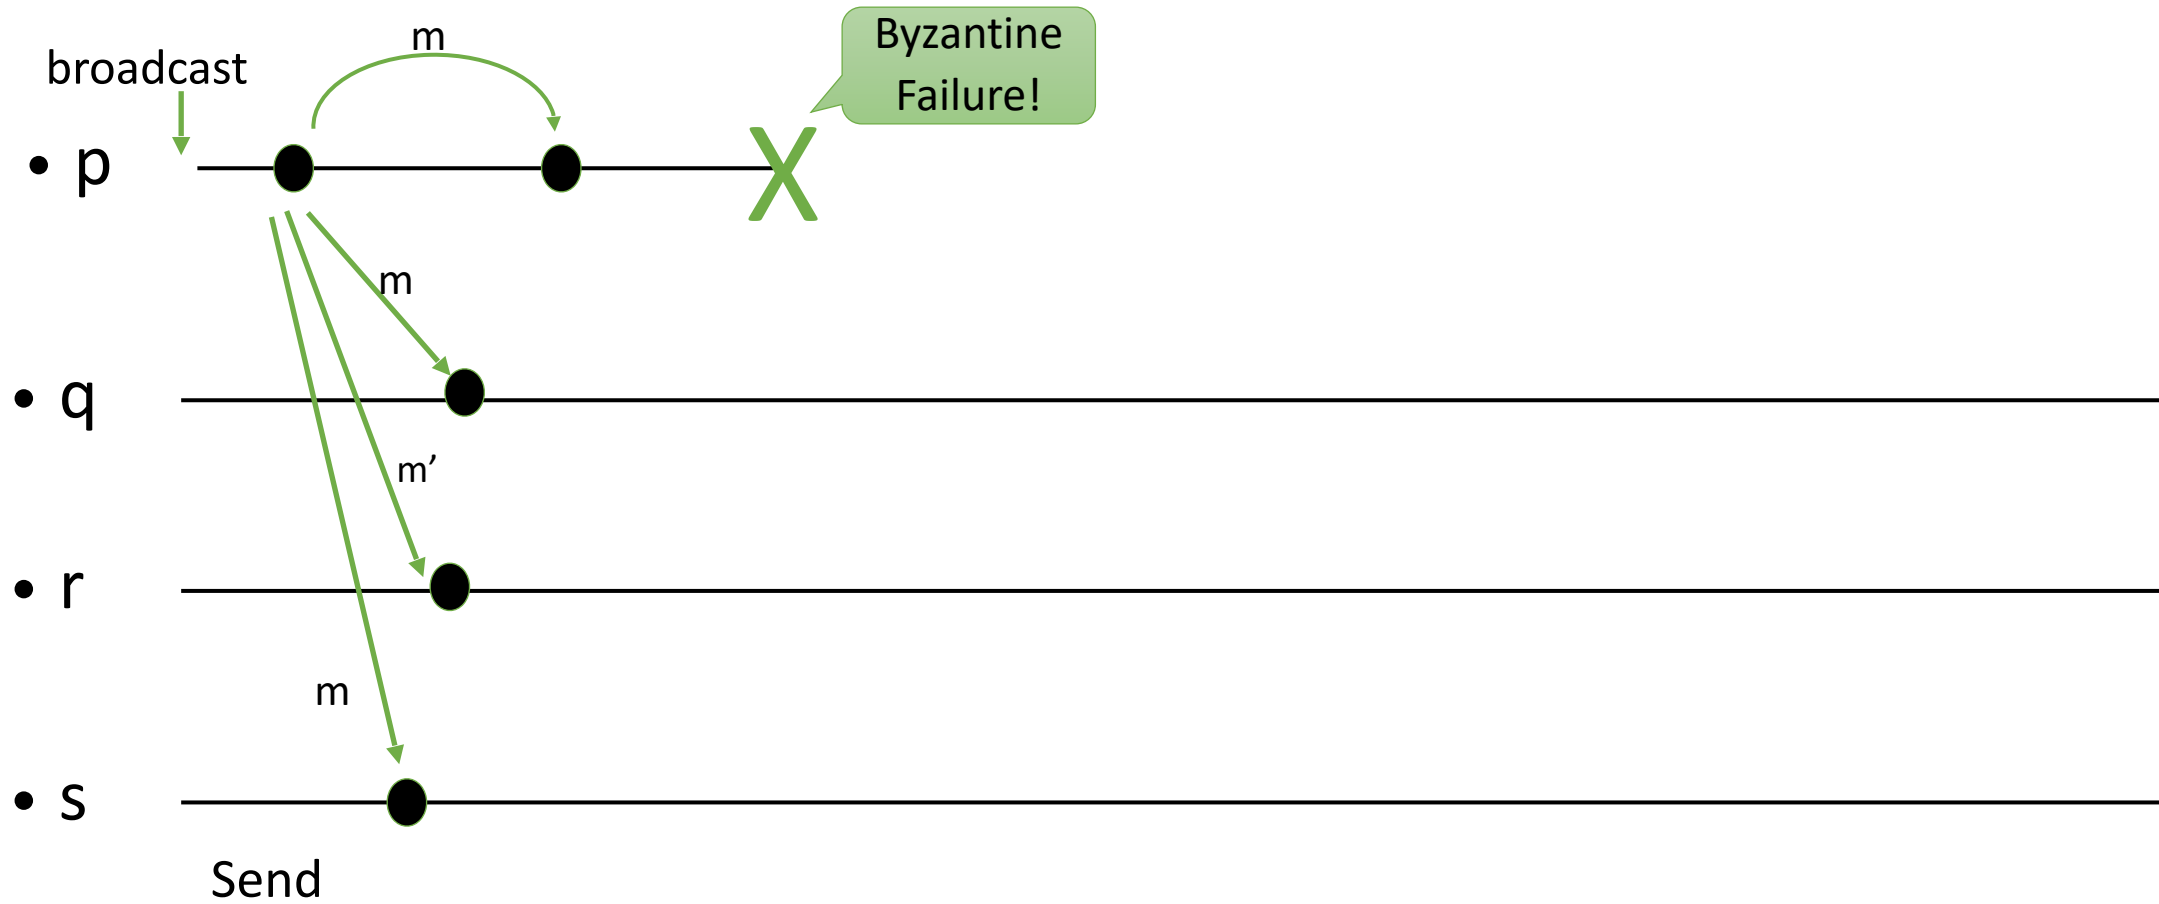 m
Byzantine
Failure!
broadcast
• p
m
• q
m’
• r
m
• s
Send